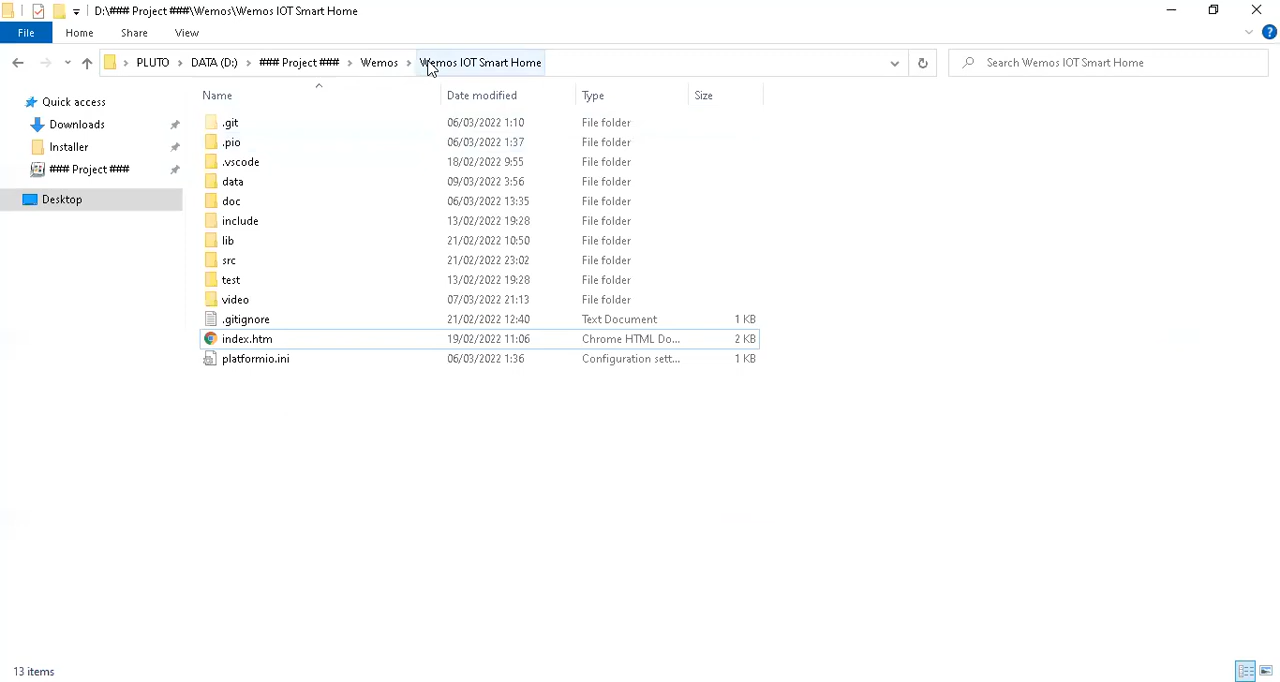 D:\### Project ###\Wemos\Wemos IOT Smart Home
File Home Share View
PLUTO › DATA (D:) › ### Project ### › Wemos › Wemos IOT Smart Home
Search Wemos IOT Smart Home
Quick access
Downloads
Installer
### Project ###
Desktop
Name Date modified Type Size
.git 06/03/2022 1:10 File folder
.pio 06/03/2022 1:37 File folder
.vscode 18/02/2022 9:55 File folder
data 09/03/2022 3:56 File folder
doc 06/03/2022 13:35 File folder
include 13/02/2022 19:28 File folder
lib 21/02/2022 10:50 File folder
src 21/02/2022 23:02 File folder
test 13/02/2022 19:28 File folder
video 07/03/2022 21:13 File folder
.gitignore 21/02/2022 12:40 Text Document 1 KB
index.htm 19/02/2022 11:06 Chrome HTML Do... 2 KB
platformio.ini 06/03/2022 1:36 Configuration sett... 1 KB
13 items